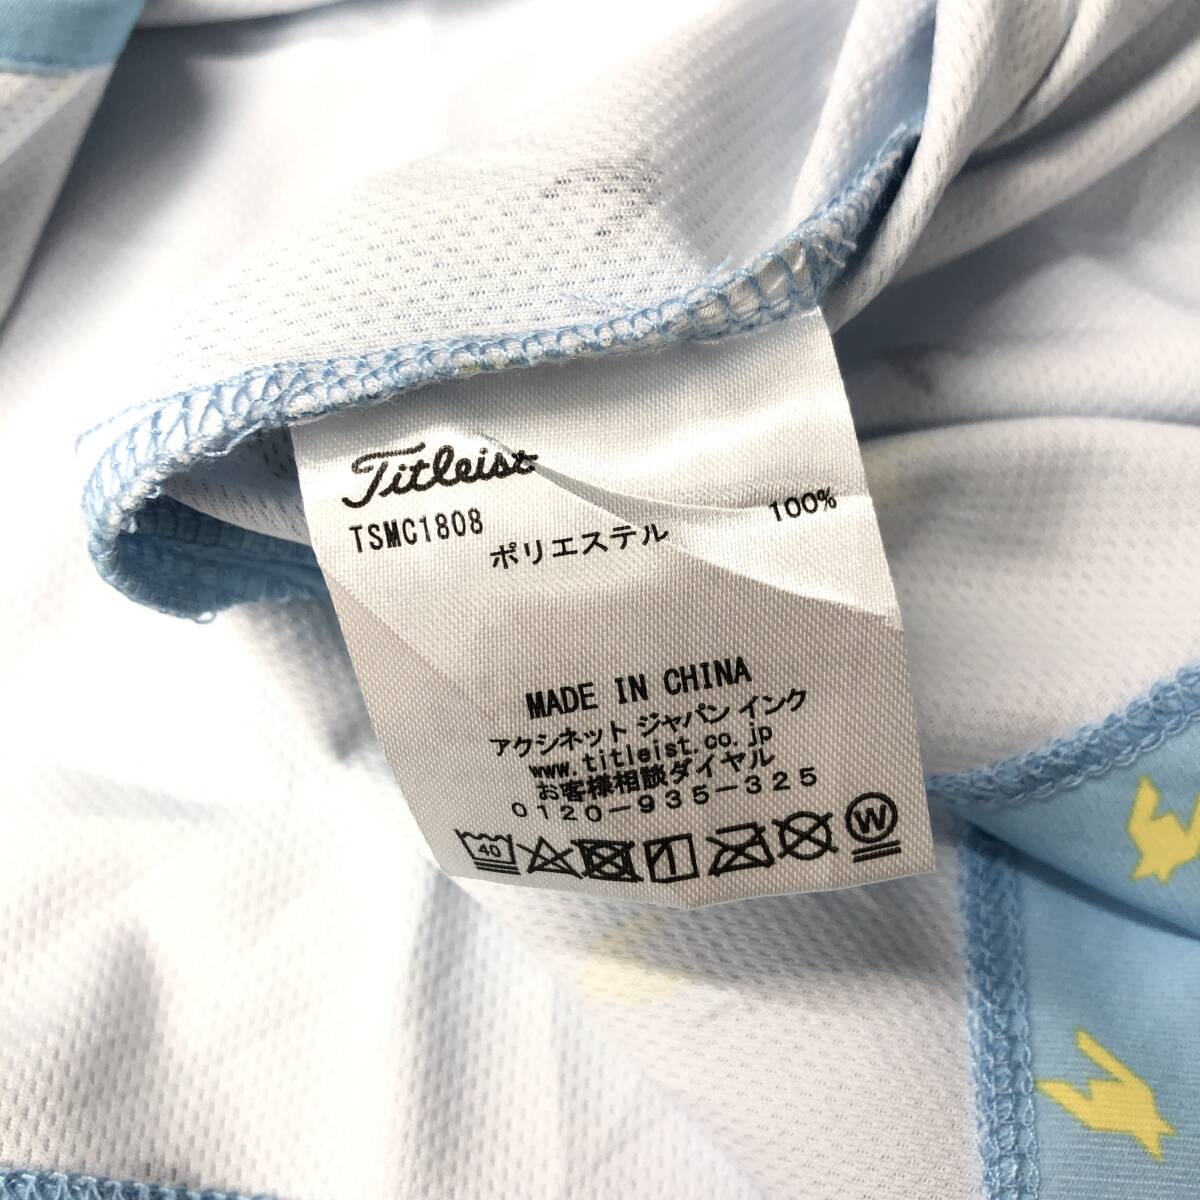 Titleist
TSMC1808
ポリエステル 100%
MADE IN CHINA
アクシネット ジャパン インク
www.titleist.co.jp
お客様相談ダイヤル
0120-935-325
40
W